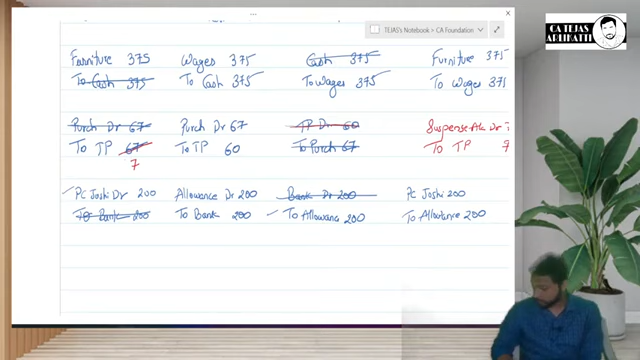 TEJAS's Notebook > CA Foundation
CA TEJAS
ARLIKATTI
Furniture 375 Wages 375 Cash 375 Furniture 375
To Cash 375 To Cash 375 To Wages 375 To Wages 375
Purch Dr 67 Purch Dr 67 TP Dr 60 Suspense A/c Dr 7
To TP 67 To TP 60 To Purch 67 To TP 7
7
PC Joshi Dr 200 Allowance Dr 200 Bank Dr 200 PC Joshi 200
To Bank 200 To Bank 200 To Allowance 200 To Allowance 200